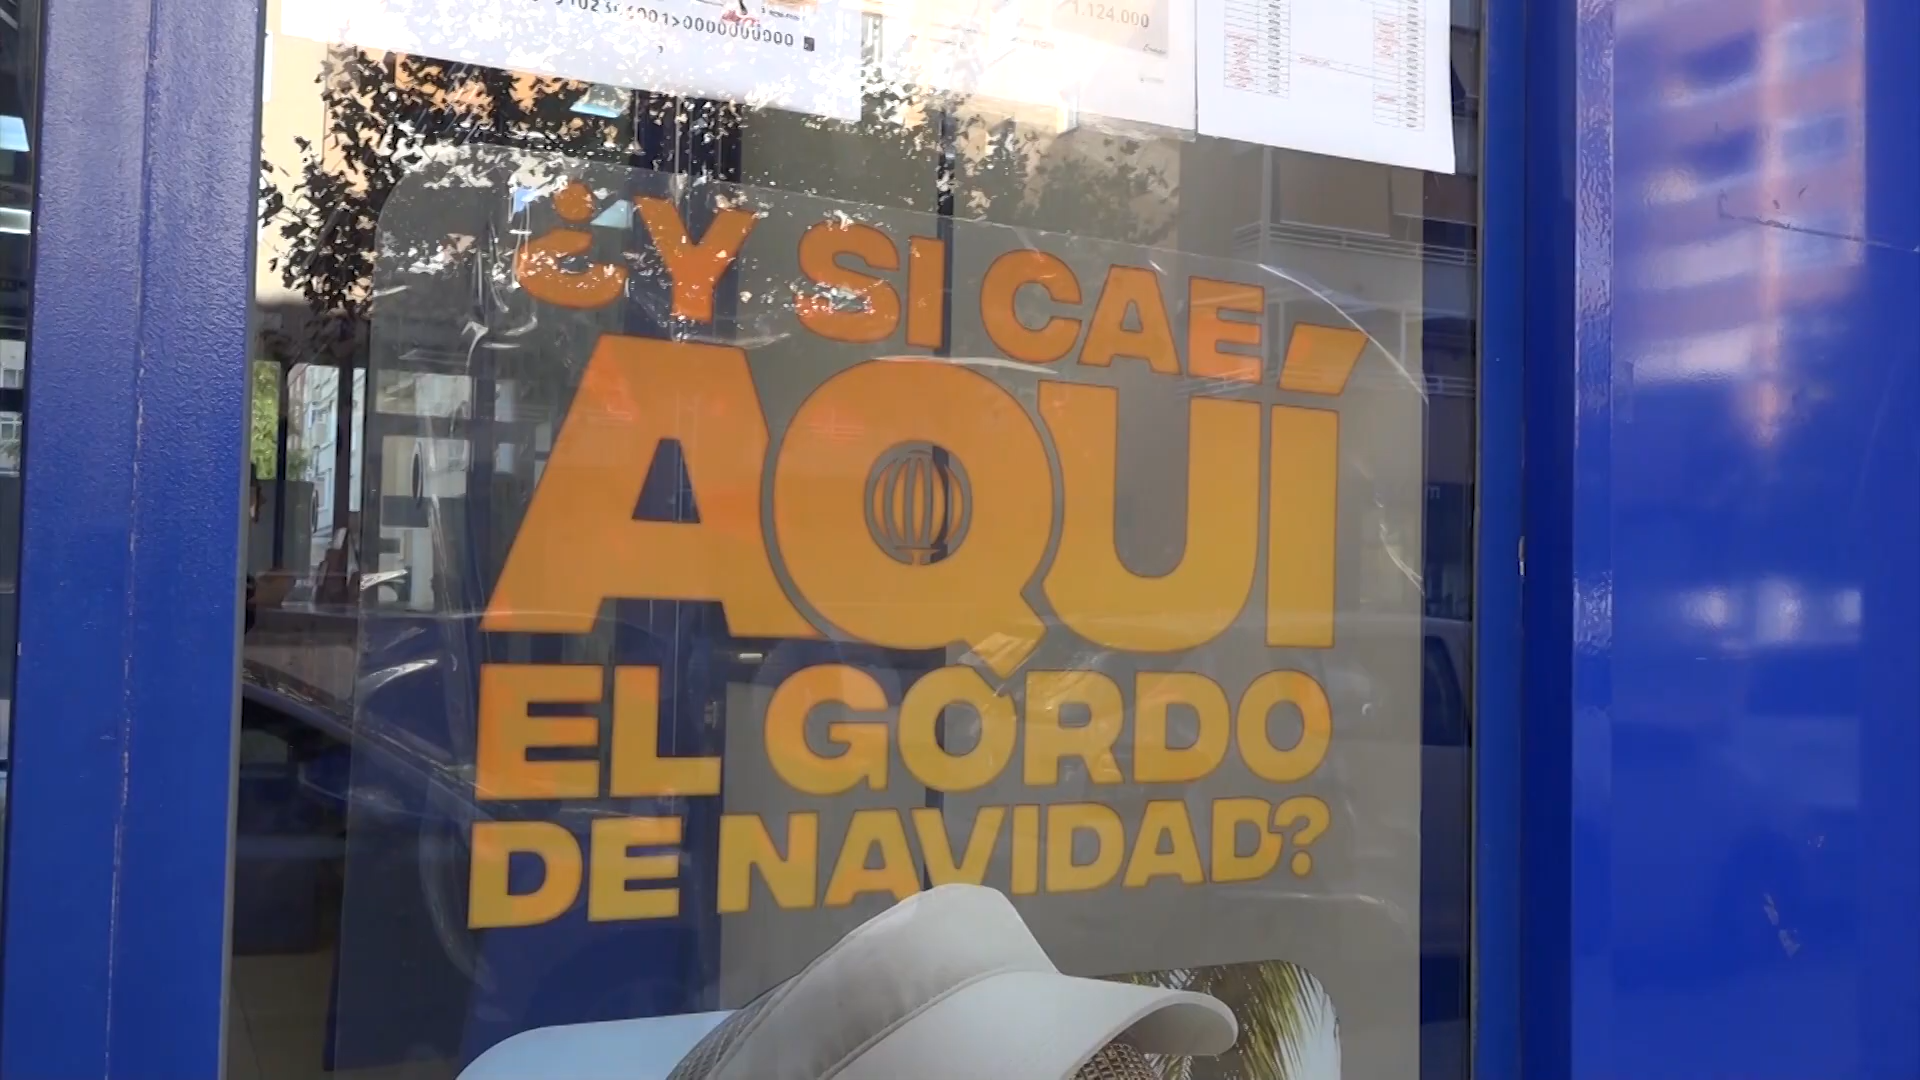 1.124.000
¿Y SI CAE
AQUÍ
EL GORDO
DE NAVIDAD?